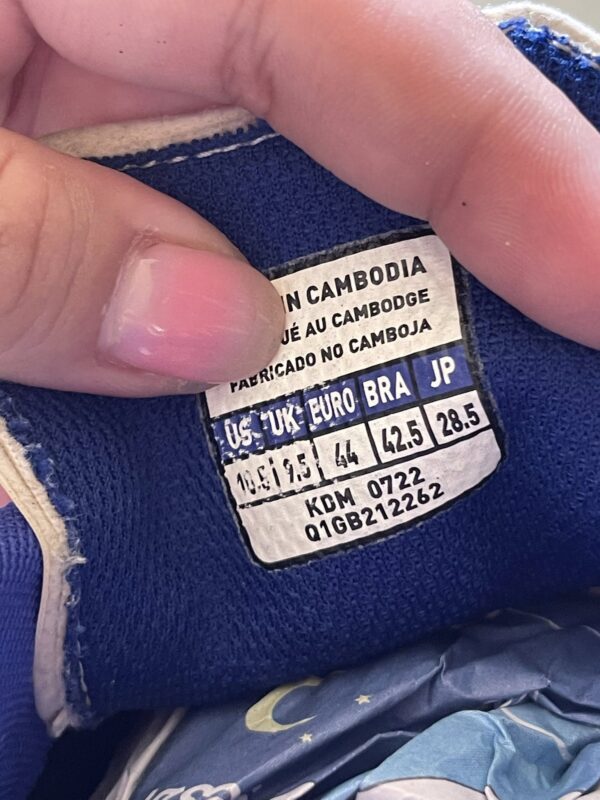 IN CAMBODIA
AU CAMBODGE
FABRICADO NO CAMBOJA
US UK EURO BRA JP
9.5 44 42.5 28.5
KDM 0722
Q1GB212262